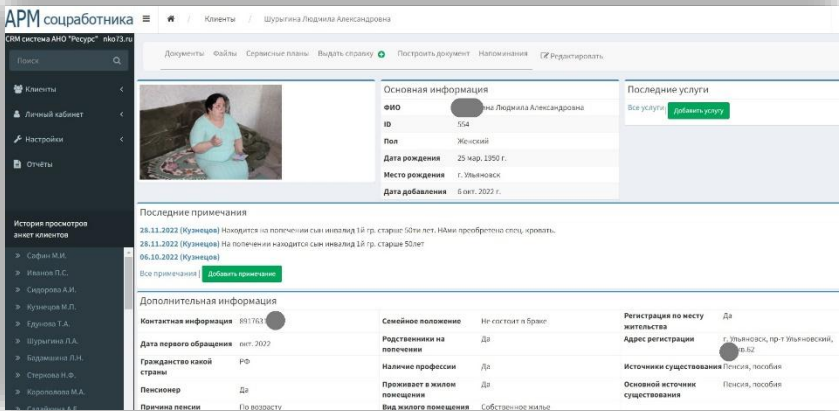 АРМ соцработника
Клиенты / Шурыгина Людмила Александровна
CRM система АНО "Ресурс" nko73.ru
Поиск
Документы Файлы Сервисные планы Выдать справку Построить документ Напоминания Редактировать
Клиенты
Личный кабинет
Настройки
Отчёты
История просмотров
анкет клиентов
Сафин М.И.
Иванов П.С.
Сидорова А.И.
Кузнецов М.П.
Едунова Т.А.
Шурыгина Л.А.
Стеркова Н.Ф.
Основная информация
ФИО на Людмила Александровна
ID 554
Пол Женский
Дата рождения 25 мар. 1950 г.
Место рождения г. Ульяновск
Дата добавления 6 окт. 2022 г.
Последние услуги
Все услуги| Добавить услугу
Последние примечания
28.11.2022 (Кузнецов) Находится на попечении сын инвалид 1й гр. старше 50ти лет. НАми преобретена спец. кровать.
28.11.2022 (Кузнецов) На попечении находится сын инвалид 1й гр. старше 50лет
06.10.2022 (Кузнецов)
Все примечания | Добавить примечание
Дополнительная информация
Контактная информация 8917631
Дата первого обращения окт. 2022
Гражданство какой
страны РФ
Пенсионер Да
Причина пенсии По возрасту
Семейное положение Не состоит в браке
Родственники на
попечении Да
Наличие профессии Да
Проживает в жилом
помещении Да
Вид жилого помещения Собственное жилье
Регистрация по месту
жительства Да
Адрес регистрации г. Ульяновск, пр-т Ульяновский,
кв.62
Источники существования Пенсия, пособия
Основной источник
существования Пенсия, пособия